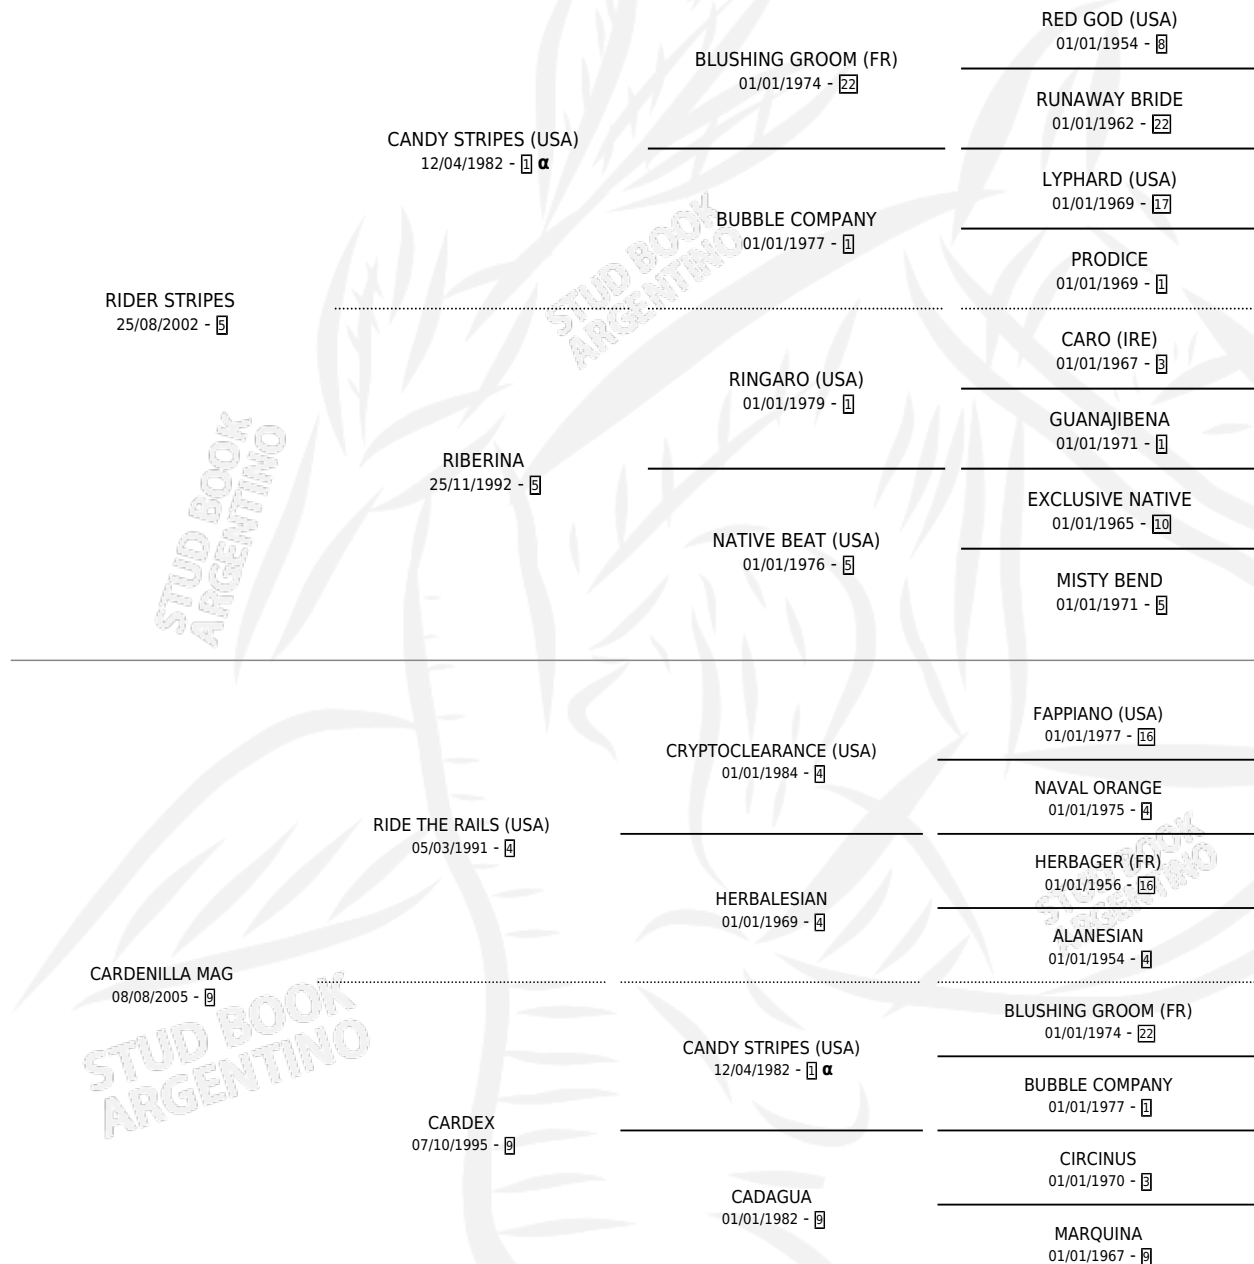 RED GOD (USA)
01/01/1954 - 8
BLUSHING GROOM (FR)
01/01/1974 - 22
RUNAWAY BRIDE
01/01/1962 - 22
CANDY STRIPES (USA)
12/04/1982 - 1 α
LYPHARD (USA)
01/01/1969 - 17
BUBBLE COMPANY
01/01/1977 - 1
PRODICE
01/01/1969 - 1
RIDER STRIPES
25/08/2002 - 5
CARO (IRE)
01/01/1967 - 3
RINGARO (USA)
01/01/1979 - 1
GUANAJIBENA
01/01/1971 - 1
RIBERINA
25/11/1992 - 5
EXCLUSIVE NATIVE
01/01/1965 - 10
NATIVE BEAT (USA)
01/01/1976 - 5
MISTY BEND
01/01/1971 - 5
STUD BOOK
ARGENTINO
STUD BOOK
ARGENTINO
FAPPIANO (USA)
01/01/1977 - 16
CRYPTOCLEARANCE (USA)
01/01/1984 - 4
NAVAL ORANGE
01/01/1975 - 4
RIDE THE RAILS (USA)
05/03/1991 - 4
HERBAGER (FR)
01/01/1956 - 16
HERBALESIAN
01/01/1969 - 4
ALANESIAN
01/01/1954 - 4
STUD BOOK
ARGENTINO
CARDENILLA MAG
08/08/2005 - 9
STUD BOOK
ARGENTINO
BLUSHING GROOM (FR)
01/01/1974 - 22
CANDY STRIPES (USA)
12/04/1982 - 1 α
BUBBLE COMPANY
01/01/1977 - 1
CARDEX
07/10/1995 - 9
CIRCINUS
01/01/1970 - 3
CADAGUA
01/01/1982 - 9
MARQUINA
01/01/1967 - 9